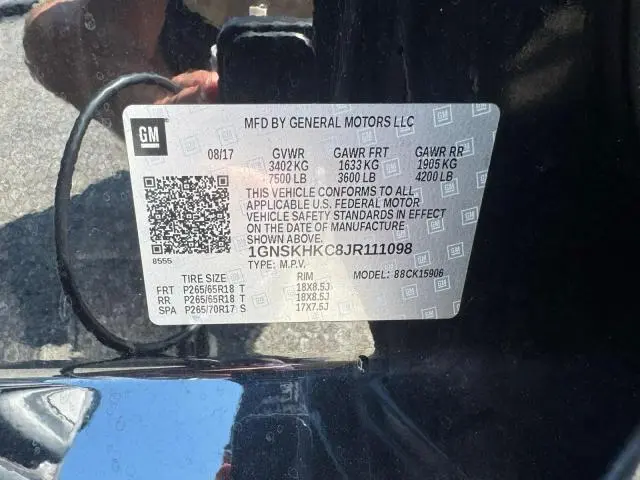 GM
MFD BY GENERAL MOTORS LLC
08/17 GVWR GAWR FRT GAWR RR
3402 KG 1633 KG 1905 KG
7500 LB 3600 LB 4200 LB
THIS VEHICLE CONFORMS TO ALL
APPLICABLE U.S. FEDERAL MOTOR
VEHICLE SAFETY STANDARDS IN EFFECT
ON THE DATE OF MANUFACTURE
SHOWN ABOVE.
8555
1GNSKHKC8JR111098
TYPE: M.P.V. MODEL: 88CK15906
TIRE SIZE RIM
FRT P265/65R18 T 18X8.5J
RR P265/65R18 T 18X8.5J
SPA P265/70R17 S 17X7.5J